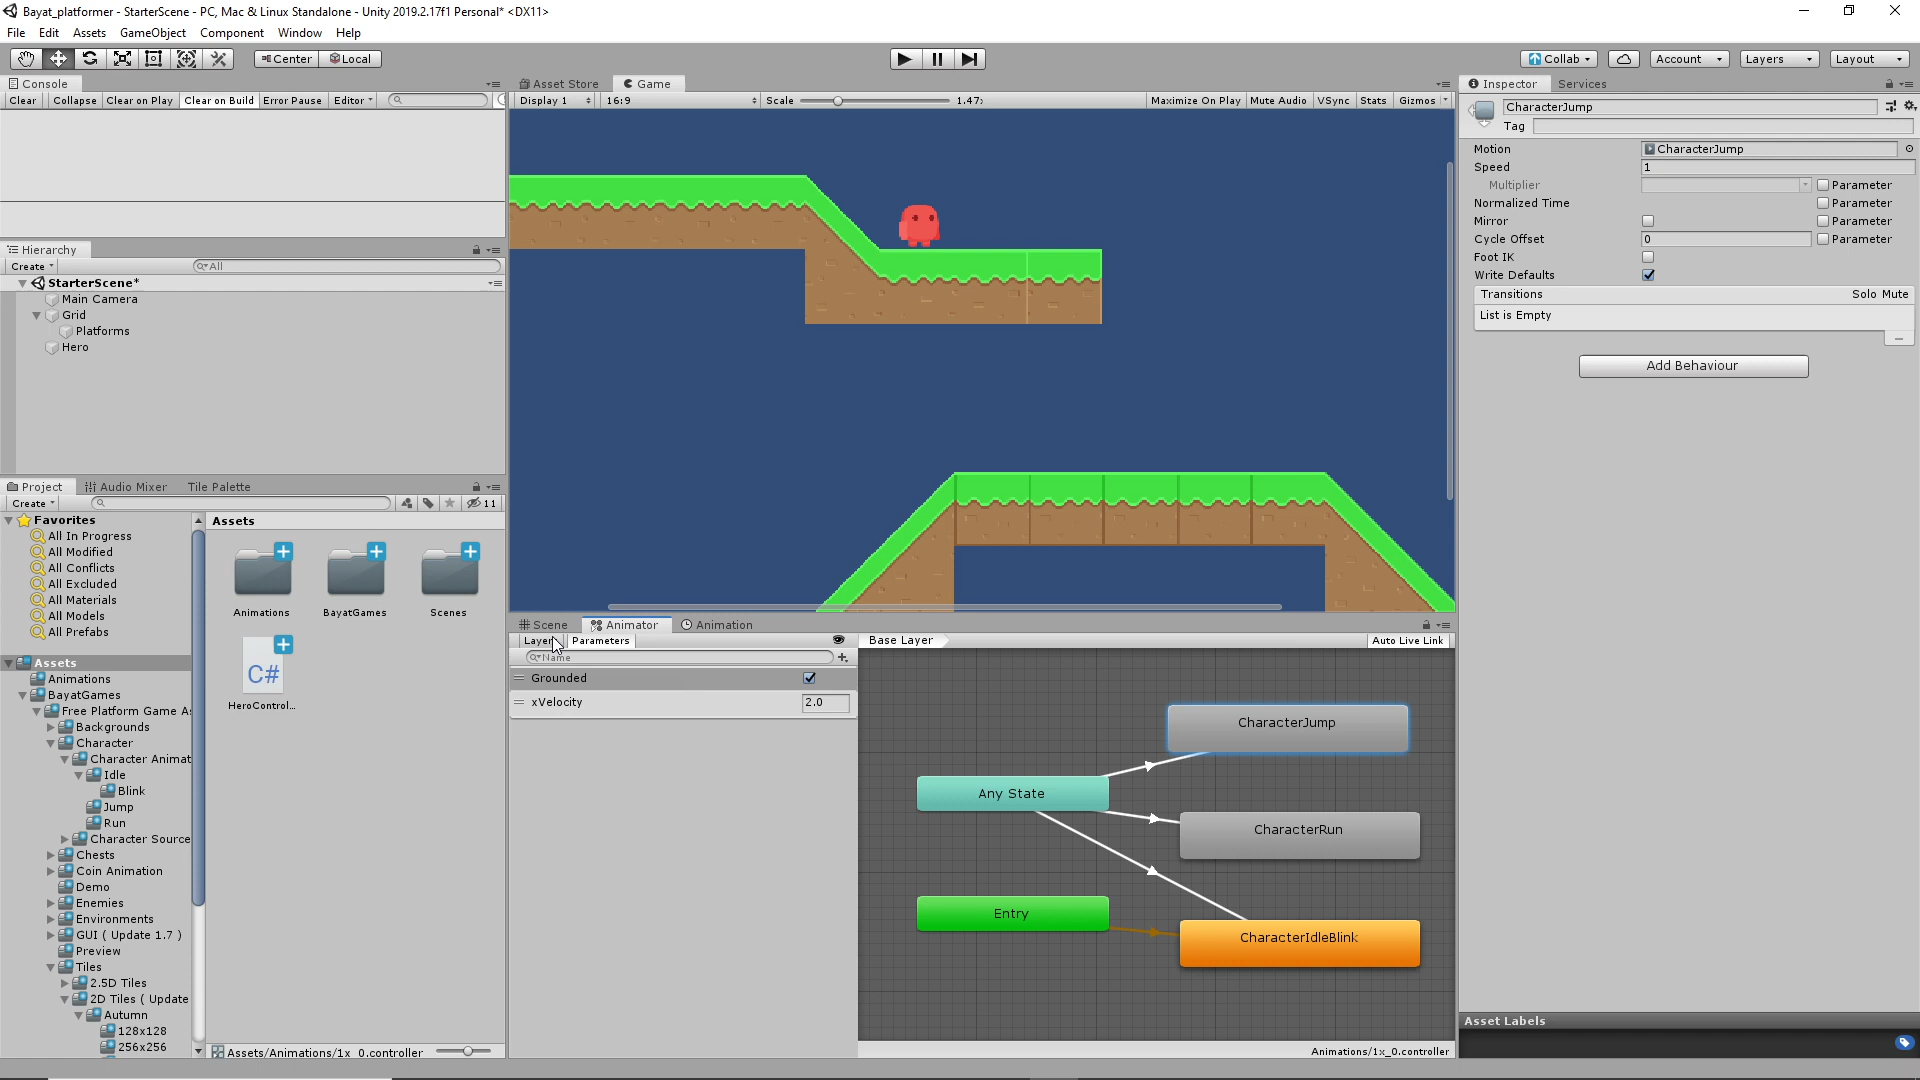 Bayat_platformer - StarterScene - PC, Mac & Linux Standalone - Unity 2019.2.17f1 Personal* <DX11>
File Edit Assets GameObject Component Window Help
Center Local
Collab Account Layers Layout
Console
Clear Collapse Clear on Play Clear on Build Error Pause Editor
Asset Store Game
Display 1 16:9 Scale 1.47x Maximize On Play Mute Audio VSync Stats Gizmos
Hierarchy
Create All
StarterScene*
Main Camera
Grid
Platforms
Hero
Project Audio Mixer Tile Palette
Create 11
Favorites
All In Progress
All Modified
All Conflicts
All Excluded
All Materials
All Models
All Prefabs
Assets
Animations
BayatGames
Free Platform Game A
Backgrounds
Character
Character Animat
Idle
Blink
Jump
Run
Character Source
Chests
Coin Animation
Demo
Enemies
Environments
GUI ( Update 1.7 )
Preview
Tiles
2.5D Tiles
2D Tiles ( Update
Autumn
128x128
256x256
Assets
Animations BayatGames Scenes
C#
HeroControl...
Assets/Animations/1x_0.controller
Scene Animator Animation
Layer Parameters
Base Layer Auto Live Link
Name
Grounded
xVelocity 2.0
CharacterJump
Any State
CharacterRun
Entry
CharacterIdleBlink
Animations/1x_0.controller
Inspector Services
CharacterJump
Tag
Motion CharacterJump
Speed 1
Multiplier Parameter
Normalized Time Parameter
Mirror Parameter
Cycle Offset 0 Parameter
Foot IK
Write Defaults
Transitions Solo Mute
List is Empty
Add Behaviour
Asset Labels